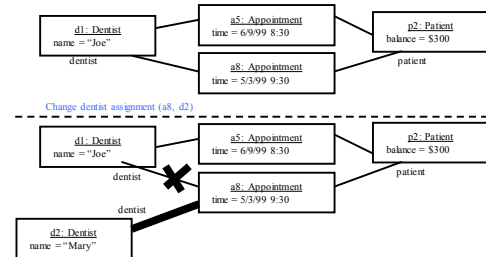 d1: Dentist
name = “Joe”
dentist
a5: Appointment
time = 6/9/99 8:30
a8: Appointment
time = 5/3/99 9:30
p2: Patient
balance = $300
patient
Change dentist assignment (a8, d2)
d1: Dentist
name = “Joe”
dentist
a5: Appointment
time = 6/9/99 8:30
p2: Patient
balance = $300
patient
a8: Appointment
time = 5/3/99 9:30
dentist
d2: Dentist
name = “Mary”